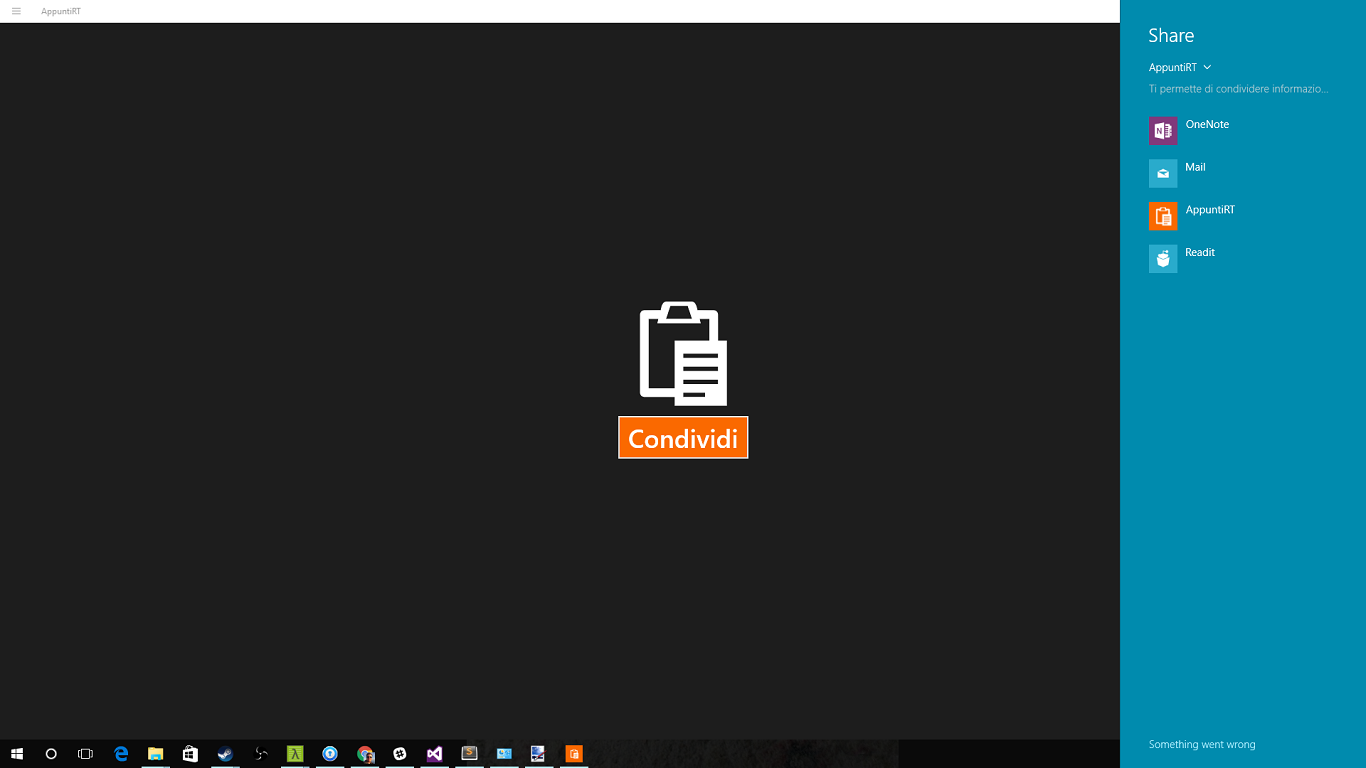 AppuntiRT
Share
AppuntiRT
Ti permette di condividere informazio...
OneNote
Mail
AppuntiRT
Readit
Condividi
Something went wrong